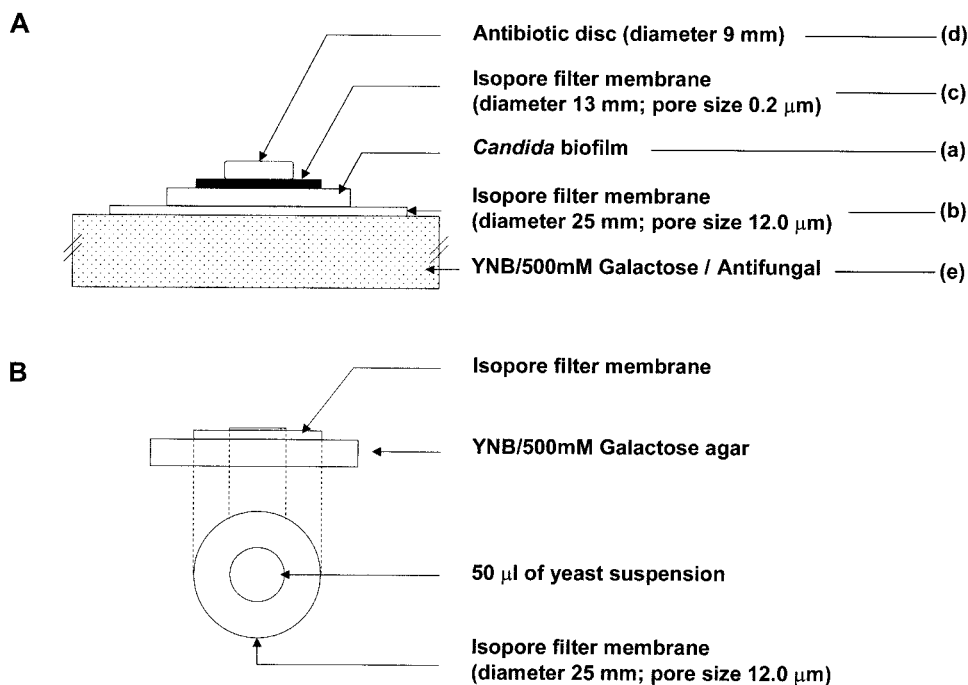 A
Antibiotic disc (diameter 9 mm) (d)
Isopore filter membrane
(diameter 13 mm; pore size 0.2 µm) (c)
Candida biofilm (a)
Isopore filter membrane
(diameter 25 mm; pore size 12.0 µm) (b)
YNB/500mM Galactose / Antifungal (e)
B
Isopore filter membrane
YNB/500mM Galactose agar
50 µl of yeast suspension
Isopore filter membrane
(diameter 25 mm; pore size 12.0 µm)